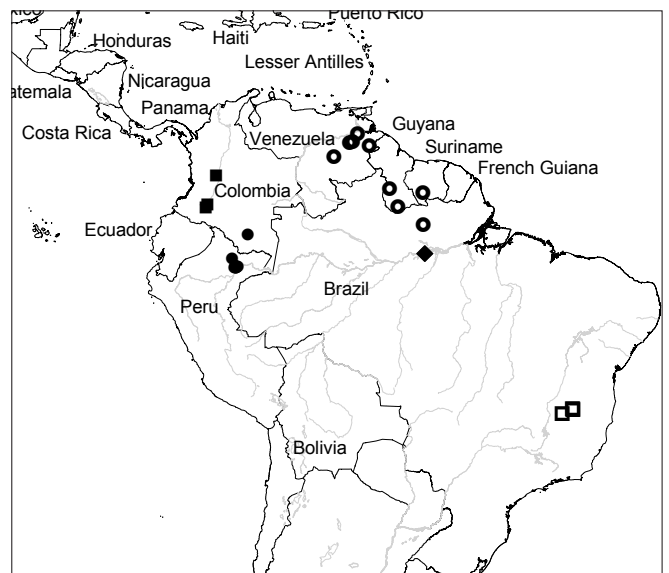 Puerto Rico
Honduras
Haiti
Lesser Antilles
Nicaragua
atemala
Panama
Guyana
Costa Rica
Venezuela
Suriname
French Guiana
Colombia
Ecuador
Brazil
Peru
Bolivia